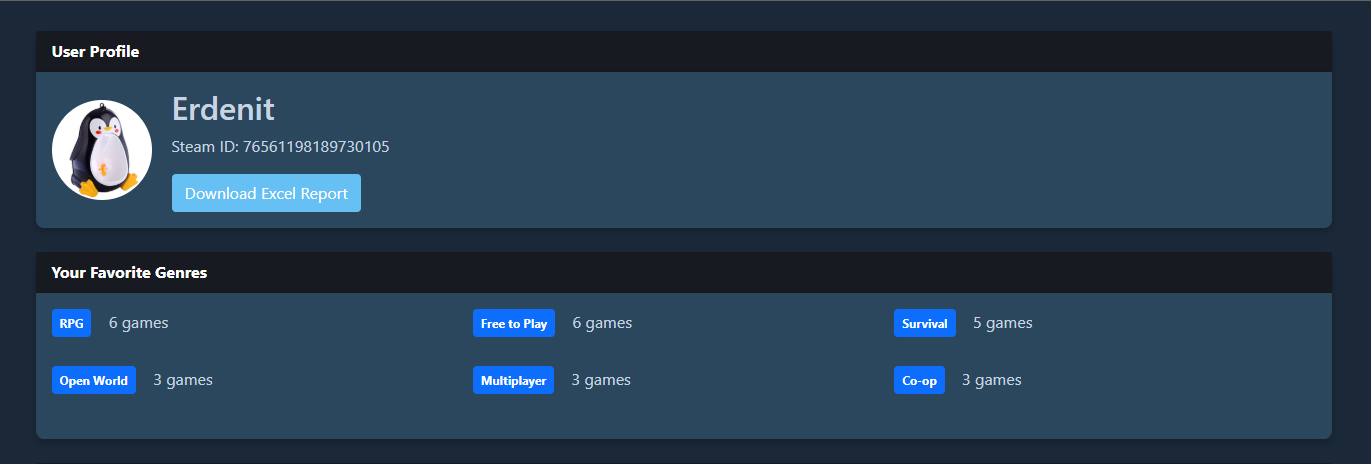 User Profile
Erdenit
Steam ID: 76561198189730105
Download Excel Report
Your Favorite Genres
RPG 6 games Free to Play 6 games Survival 5 games
Open World 3 games Multiplayer 3 games Co-op 3 games